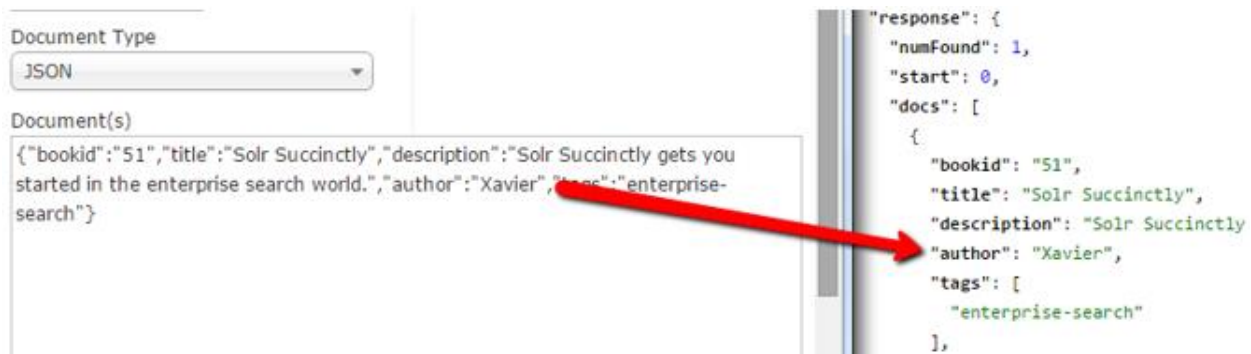 Document Type
JSON
Document(s)
{"bookid":"51","title":"Solr Succinctly","description":"Solr Succinctly gets you
started in the enterprise search world.","author":"Xavier","tags":"enterprise-
search"}
"response": {
"numFound": 1,
"start": 0,
"docs": [
{
"bookid": "51",
"title": "Solr Succinctly",
"description": "Solr Succinctly
"author": "Xavier",
"tags": [
"enterprise-search"
],